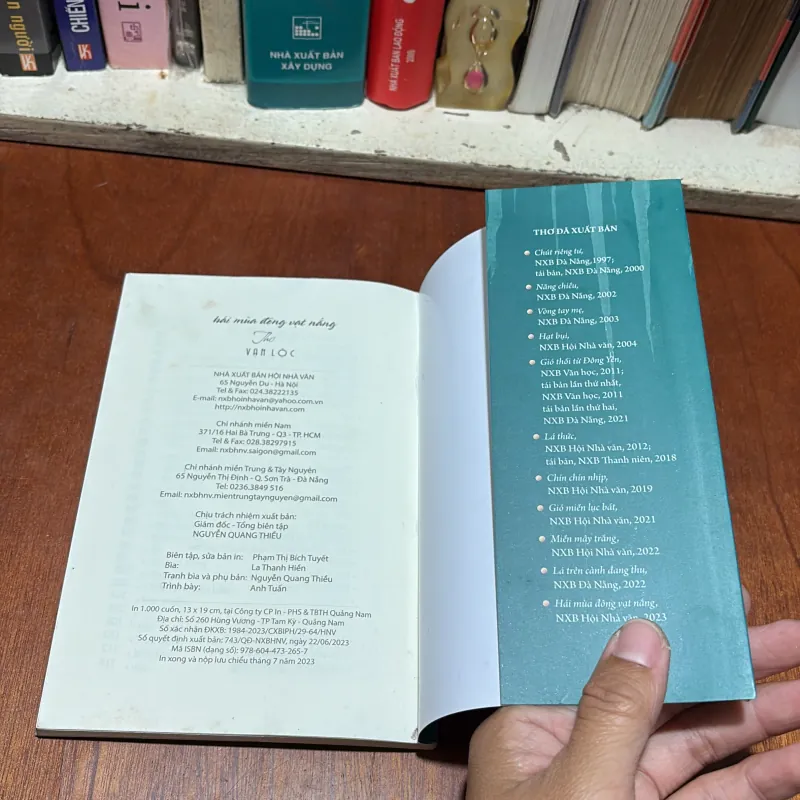 n người
CHIẾN
i
NHÀ XUẤT BẢN
XÂY DỰNG
NHÀ XUẤT BẢN LAO ĐỘNG
2005
hái mùa đông vạt nắng
Thơ
VẠN LỘC
NHÀ XUẤT BẢN HỘI NHÀ VĂN
65 Nguyễn Du - Hà Nội
Tel & Fax: 024.38222135
E-mail: nxbhoinhavan@yahoo.com.vn
http://nxbhoinhavan.com
Chi nhánh miền Nam
371/16 Hai Bà Trưng - Q3 - TP. HCM
Tel & Fax: 028.38297915
Email: nxbhnv.saigon@gmail.com
Chi nhánh miền Trung & Tây Nguyên
65 Nguyễn Thị Định - Q. Sơn Trà - Đà Nẵng
Tel: 0236.3849 516
Email: nxbhnv.mientrungtaynguyen@gmail.com
Chịu trách nhiệm xuất bản:
Giám đốc - Tổng biên tập
NGUYỄN QUANG THIỀU
Biên tập, sửa bản in: Phạm Thị Bích Tuyết
Bìa: La Thanh Hiền
Tranh bìa và phụ bản: Nguyễn Quang Thiều
Trình bày: Anh Tuấn
In 1.000 cuốn, 13 x 19 cm, tại Công ty CP In - PHS & TBTH Quảng Nam
Địa chỉ: Số 260 Hùng Vương - TP Tam Kỳ - Quảng Nam
Số xác nhận ĐKXB: 1984-2023/CXBIPH/29-64/HNV
Số quyết định xuất bản: 743/QĐ-NXBHNV, ngày 22/06/2023
Mã ISBN (dạng số): 978-604-473-265-7
In xong và nộp lưu chiểu tháng 7 năm 2023
THƠ ĐÃ XUẤT BẢN
Chút riêng tư,
NXB Đà Nẵng,1997;
tái bản, NXB Đà Nẵng, 2000
Nắng chiều,
NXB Đà Nẵng, 2002
Vòng tay mẹ,
NXB Đà Nẵng, 2003
Hạt bụi,
NXB Hội Nhà văn, 2004
Gió thổi từ Đông Yên,
NXB Văn học, 2011;
tái bản lần thứ nhất,
NXB Văn học, 2011
tái bản lần thứ hai,
NXB Đà Nẵng, 2021
Lá thức,
NXB Hội Nhà văn, 2012;
tái bản, NXB Thanh niên, 2018
Chín chín nhịp,
NXB Hội Nhà văn, 2019
Gió miền lục bát,
NXB Hội Nhà văn, 2021
Miền mây trắng,
NXB Hội Nhà văn, 2022
Lá trên cành đang thu,
NXB Đà Nẵng, 2022
Hái mùa đông vạt nắng,
NXB Hội Nhà văn, 2023